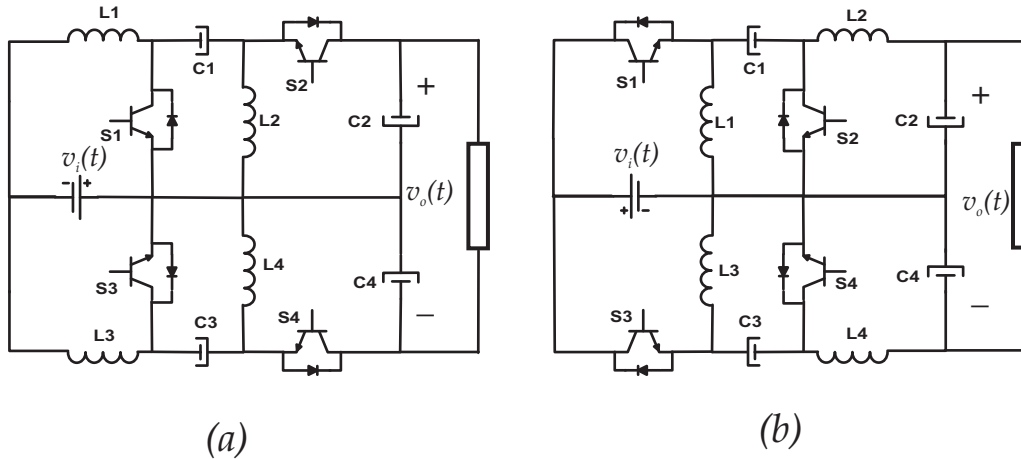 L1
C1
S2
S1
L2
C2
+
v_i(t)
- +
v_o(t)
S3
L4
C4
S4
L3
C3
−
(a)
S1
C1
L2
L1
S2
C2
+
v_i(t)
+ -
v_o(t)
L3
S4
C4
S3
C3
L4
−
(b)